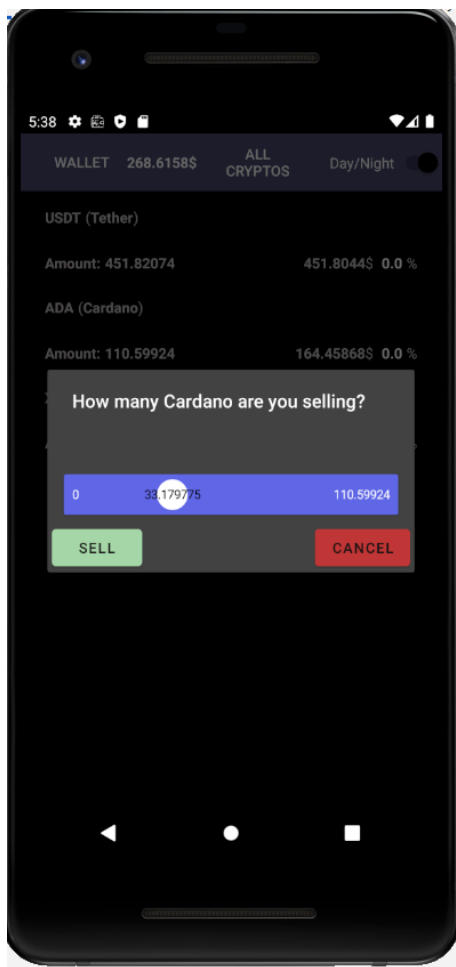 5:38
WALLET 268.6158$ ALL CRYPTOS Day/Night
USDT (Tether)
Amount: 451.82074 451.8044$ 0.0 %
ADA (Cardano)
Amount: 110.59924 164.45868$ 0.0 %
How many Cardano are you selling?
0 33.179775 110.59924
SELL CANCEL